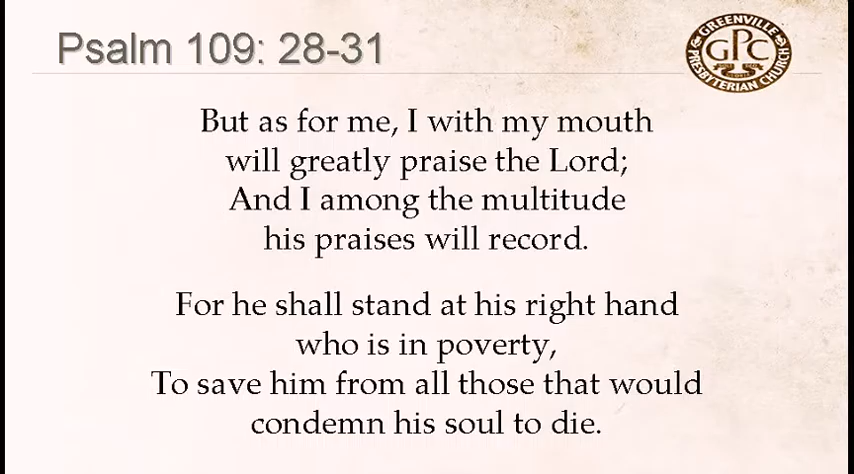 Psalm 109: 28-31
GREENVILLE
GPC
PRESBYTERIAN CHURCH
But as for me, I with my mouth
will greatly praise the Lord;
And I among the multitude
his praises will record.
For he shall stand at his right hand
who is in poverty,
To save him from all those that would
condemn his soul to die.